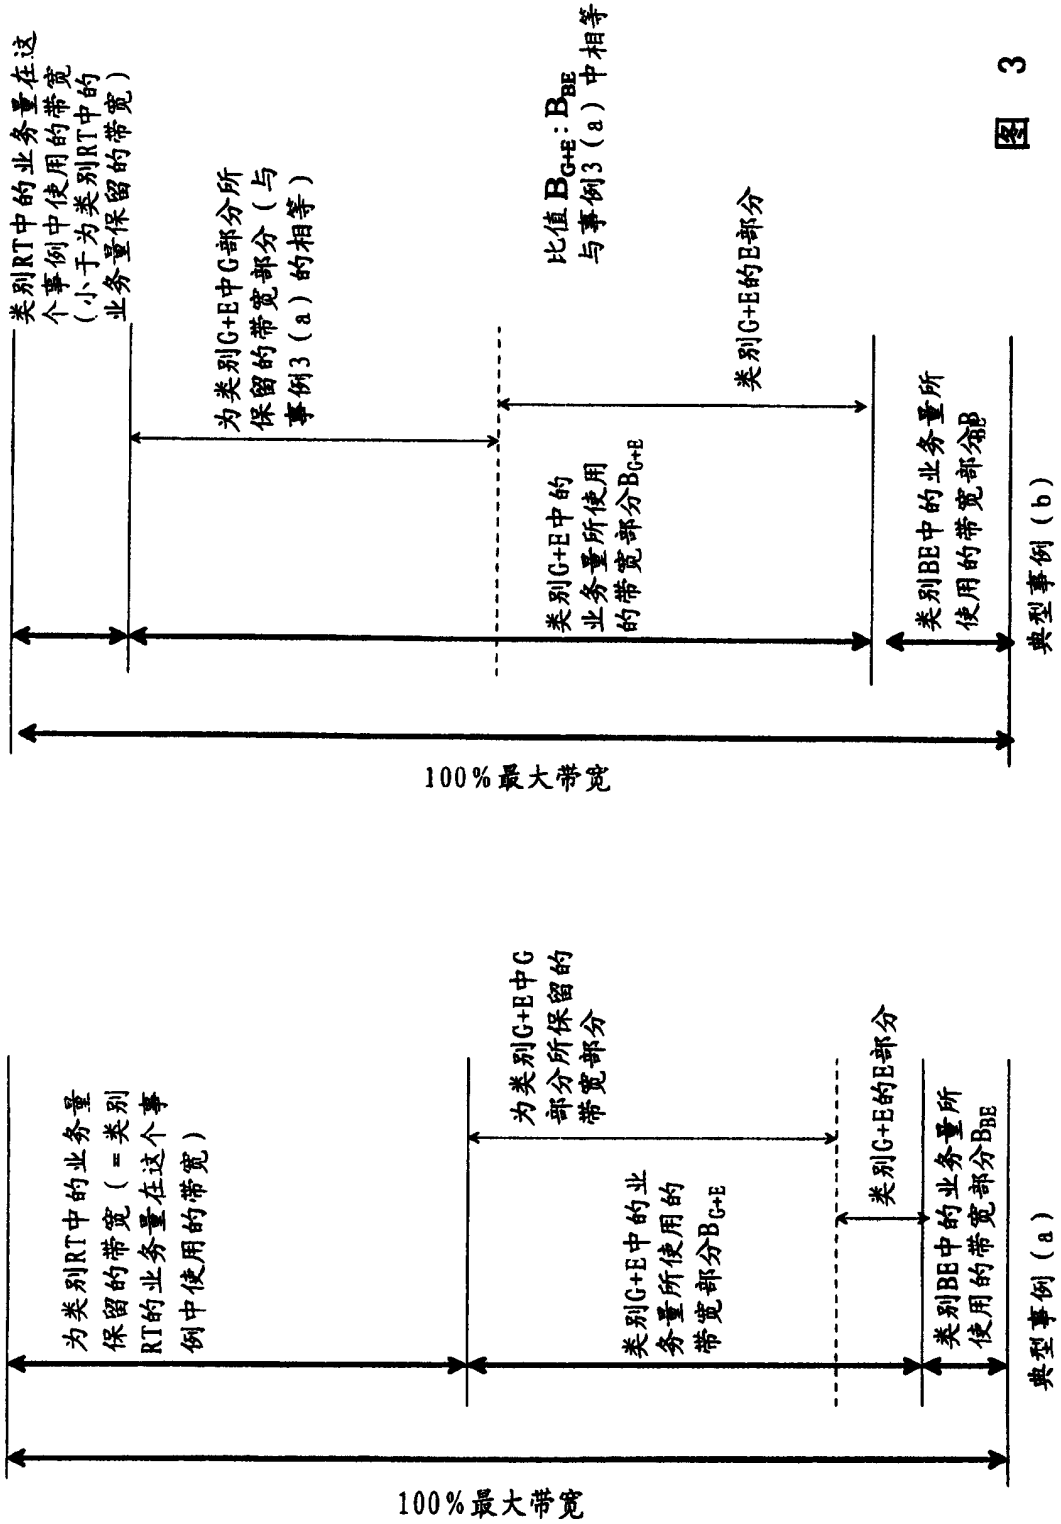 100%最大带宽
为类别RT中的业务量
保留的带宽（=类别
RT的业务量在这个事
例中使用的带宽）
为类别G+E中G
部分所保留的
带宽部分
类别G+E中的业
务量所使用的
带宽部分B_G+E
类别G+E的E部分
类别BE中的业务量所
使用的带宽部分B_BE
典型事例（a）
100%最大带宽
类别RT中的业务量在这
个事例中使用的带宽
（小于为类别RT中的
业务量保留的带宽）
为类别G+E中G部分所
保留的带宽部分（与
事例3（a）的相等）
类别G+E中的
业务量所使用
的带宽部分B_G+E
比值B_G+E:B_BE
与事例3（a）中相等
类别G+E的E部分
类别BE中的业务量所
使用的带宽部分B_BE
典型事例（b）
图 3